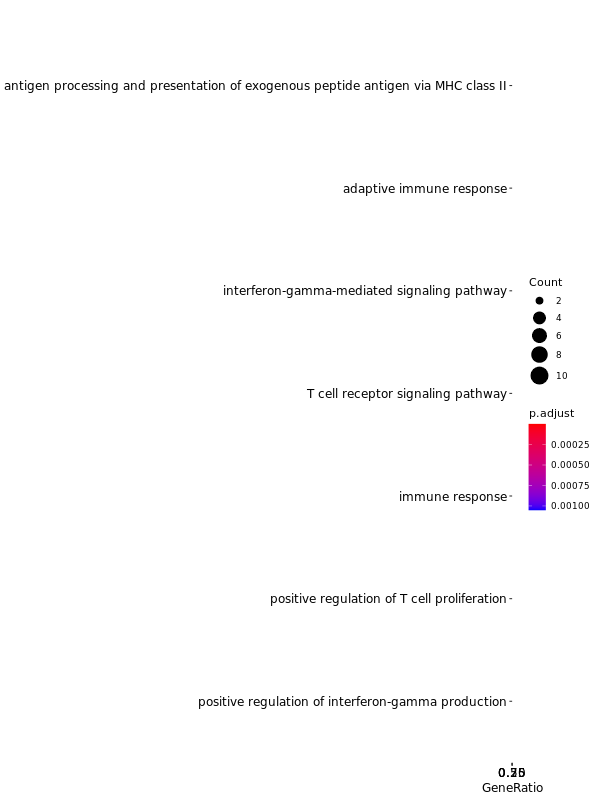 antigen processing and presentation of exogenous peptide antigen via MHC class II
adaptive immune response
interferon-gamma-mediated signaling pathway
T cell receptor signaling pathway
immune response
positive regulation of T cell proliferation
positive regulation of interferon-gamma production
Count
2
4
6
8
10
p.adjust
0.00025
0.00050
0.00075
0.00100
GeneRatio